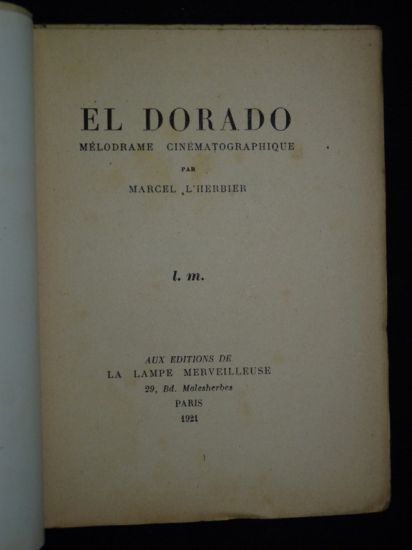 EL DORADO
MÉLODRAME CINÉMATOGRAPHIQUE
PAR
MARCEL L'HERBIER
l. m.
AUX EDITIONS DE
LA LAMPE MERVEILLEUSE
29, Bd. Malesherbes
PARIS
1921